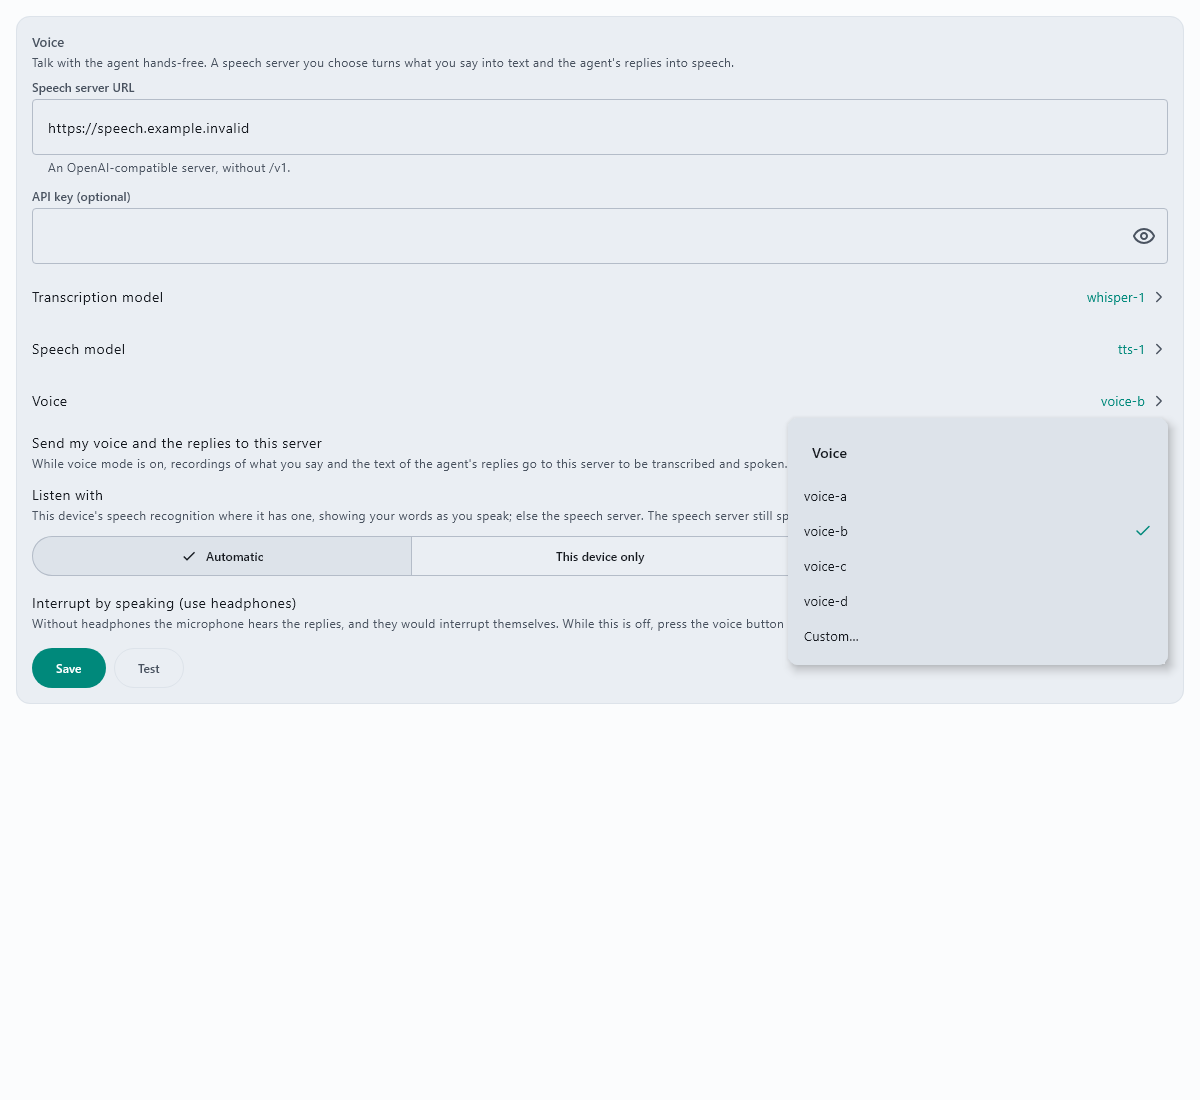 Voice
Talk with the agent hands-free. A speech server you choose turns what you say into text and the agent's replies into speech.
Speech server URL
https://speech.example.invalid
An OpenAI-compatible server, without /v1.
API key (optional)
Transcription model
whisper-1
Speech model
tts-1
Voice
voice-b
Send my voice and the replies to this server
While voice mode is on, recordings of what you say and the text of the agent's replies go to this server to be transcribed and spoken.
Listen with
This device's speech recognition where it has one, showing your words as you speak; else the speech server. The speech server still
Automatic
This device only
Interrupt by speaking (use headphones)
Without headphones the microphone hears the replies, and they would interrupt themselves. While this is off, press the voice button
Save
Test
Voice
voice-a
voice-b
voice-c
voice-d
Custom...